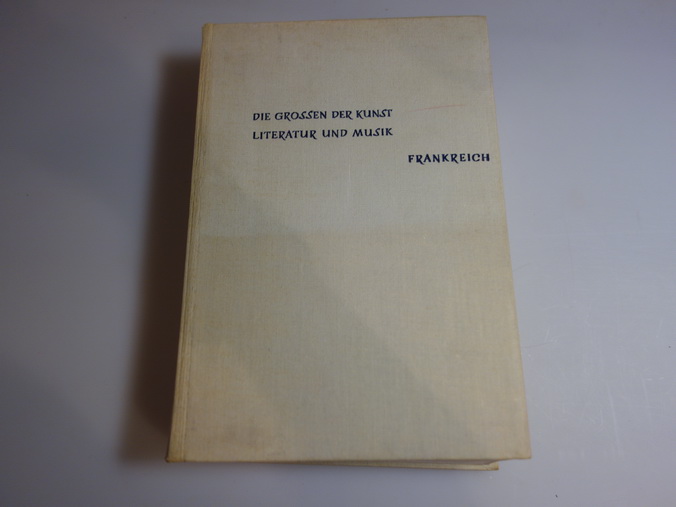 DIE GROSSEN DER KUNST
LITERATUR UND MUSIK
FRANKREICH